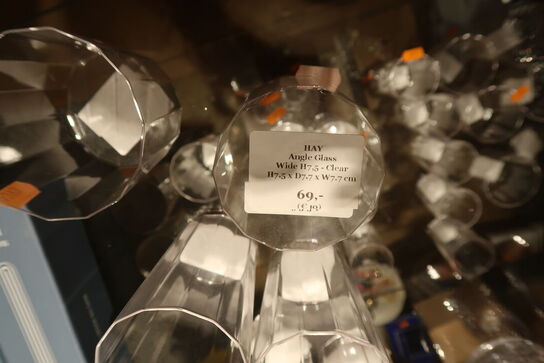 HAY
Angle Glass
Wide H7.5 - Clear
H7.5 x D7.7 x W7.7 cm
69,-